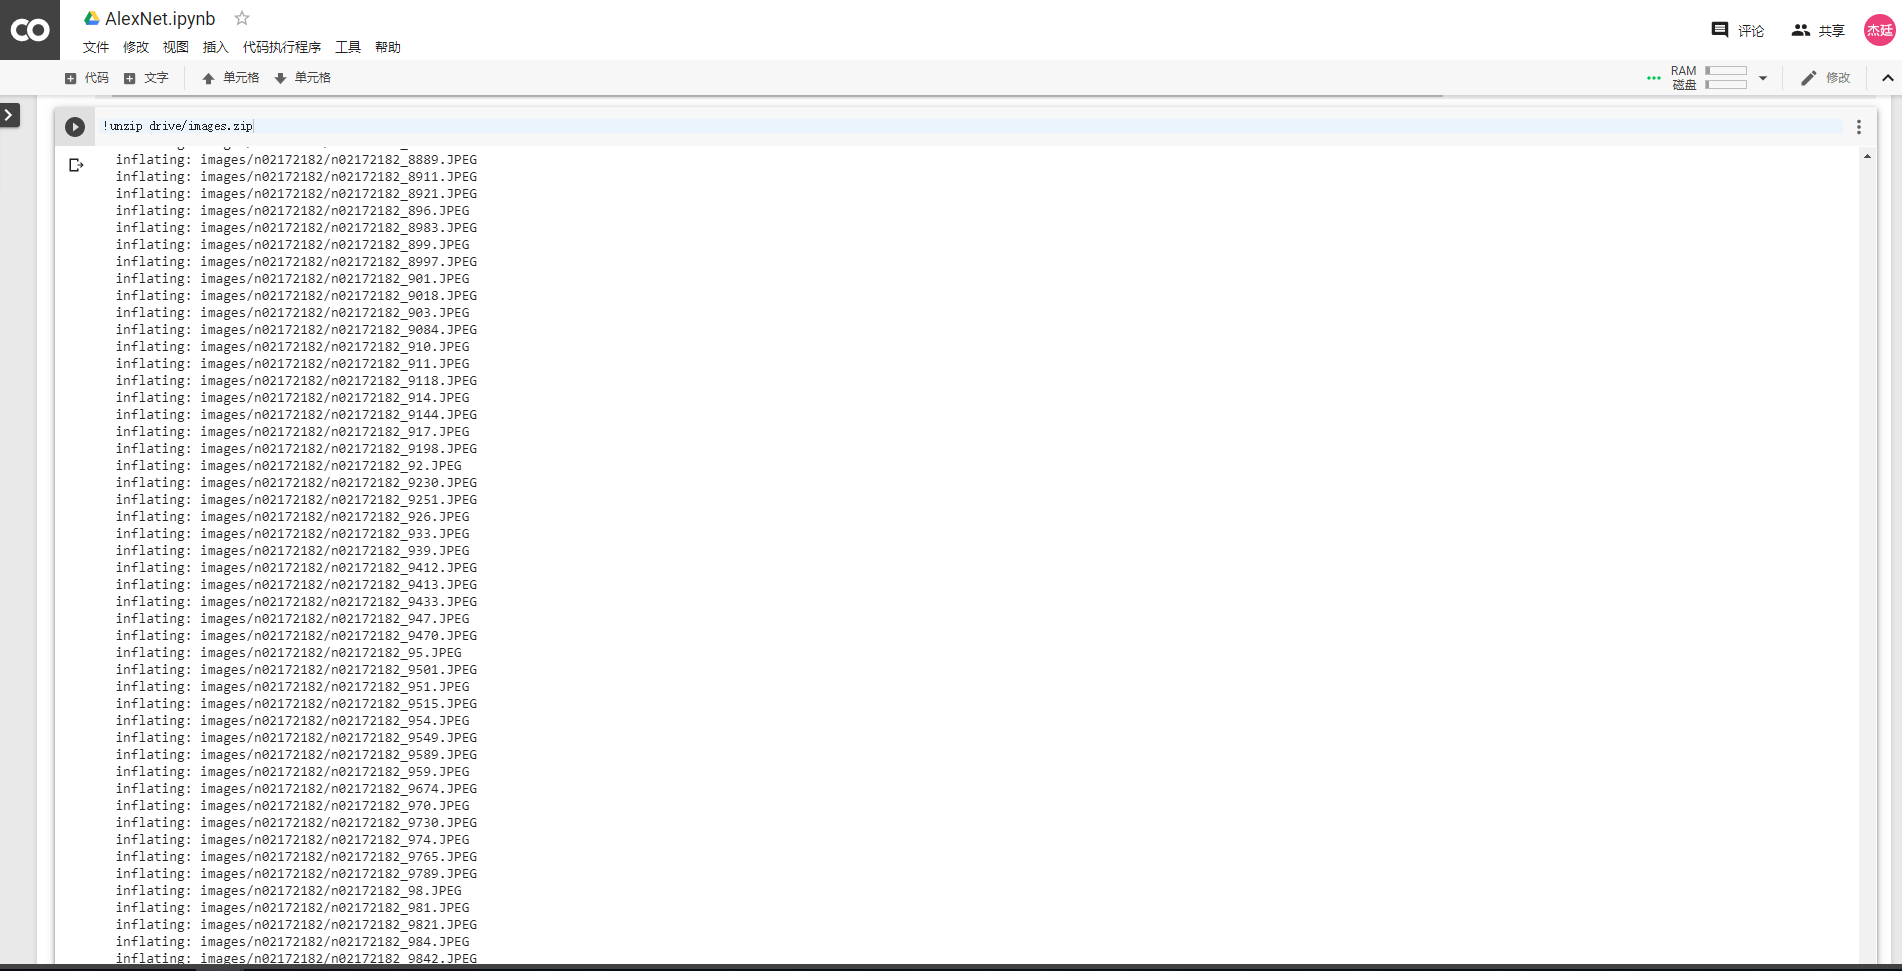 CO
AlexNet.ipynb
文件 修改 视图 插入 代码执行程序 工具 帮助
评论 共享 杰廷
代码 文字 单元格 单元格
RAM
磁盘
修改
!unzip drive/images.zip
inflating: images/n02172182/n02172182_8889.JPEG
inflating: images/n02172182/n02172182_8911.JPEG
inflating: images/n02172182/n02172182_8921.JPEG
inflating: images/n02172182/n02172182_896.JPEG
inflating: images/n02172182/n02172182_8983.JPEG
inflating: images/n02172182/n02172182_899.JPEG
inflating: images/n02172182/n02172182_8997.JPEG
inflating: images/n02172182/n02172182_901.JPEG
inflating: images/n02172182/n02172182_9018.JPEG
inflating: images/n02172182/n02172182_903.JPEG
inflating: images/n02172182/n02172182_9084.JPEG
inflating: images/n02172182/n02172182_910.JPEG
inflating: images/n02172182/n02172182_911.JPEG
inflating: images/n02172182/n02172182_9118.JPEG
inflating: images/n02172182/n02172182_914.JPEG
inflating: images/n02172182/n02172182_9144.JPEG
inflating: images/n02172182/n02172182_917.JPEG
inflating: images/n02172182/n02172182_9198.JPEG
inflating: images/n02172182/n02172182_92.JPEG
inflating: images/n02172182/n02172182_9230.JPEG
inflating: images/n02172182/n02172182_9251.JPEG
inflating: images/n02172182/n02172182_926.JPEG
inflating: images/n02172182/n02172182_933.JPEG
inflating: images/n02172182/n02172182_939.JPEG
inflating: images/n02172182/n02172182_9412.JPEG
inflating: images/n02172182/n02172182_9413.JPEG
inflating: images/n02172182/n02172182_9433.JPEG
inflating: images/n02172182/n02172182_947.JPEG
inflating: images/n02172182/n02172182_9470.JPEG
inflating: images/n02172182/n02172182_95.JPEG
inflating: images/n02172182/n02172182_9501.JPEG
inflating: images/n02172182/n02172182_951.JPEG
inflating: images/n02172182/n02172182_9515.JPEG
inflating: images/n02172182/n02172182_954.JPEG
inflating: images/n02172182/n02172182_9549.JPEG
inflating: images/n02172182/n02172182_9589.JPEG
inflating: images/n02172182/n02172182_959.JPEG
inflating: images/n02172182/n02172182_9674.JPEG
inflating: images/n02172182/n02172182_970.JPEG
inflating: images/n02172182/n02172182_9730.JPEG
inflating: images/n02172182/n02172182_974.JPEG
inflating: images/n02172182/n02172182_9765.JPEG
inflating: images/n02172182/n02172182_9789.JPEG
inflating: images/n02172182/n02172182_98.JPEG
inflating: images/n02172182/n02172182_981.JPEG
inflating: images/n02172182/n02172182_9821.JPEG
inflating: images/n02172182/n02172182_984.JPEG
inflating: images/n02172182/n02172182_9842.JPEG